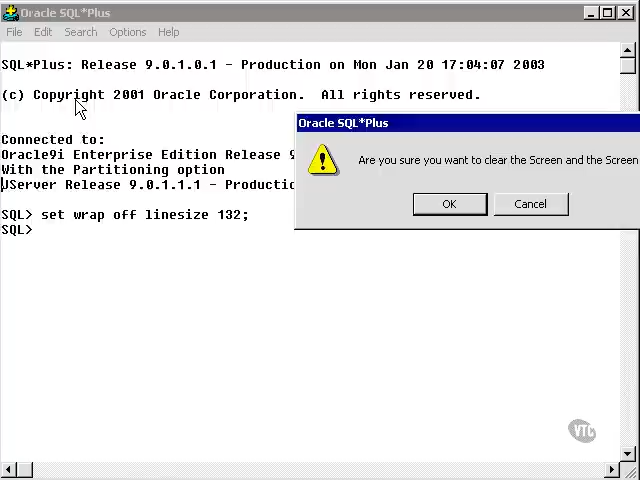 Oracle SQL*Plus
File Edit Search Options Help
SQL*Plus: Release 9.0.1.0.1 - Production on Mon Jan 20 17:04:07 2003
(c) Copyright 2001 Oracle Corporation.  All rights reserved.
Oracle SQL*Plus
Are you sure you want to clear the Screen and the Screen
OK Cancel
Connected to:
Oracle9i Enterprise Edition Release 9
With the Partitioning option
JServer Release 9.0.1.1.1 - Productio
SQL> set wrap off linesize 132;
SQL>
VTC